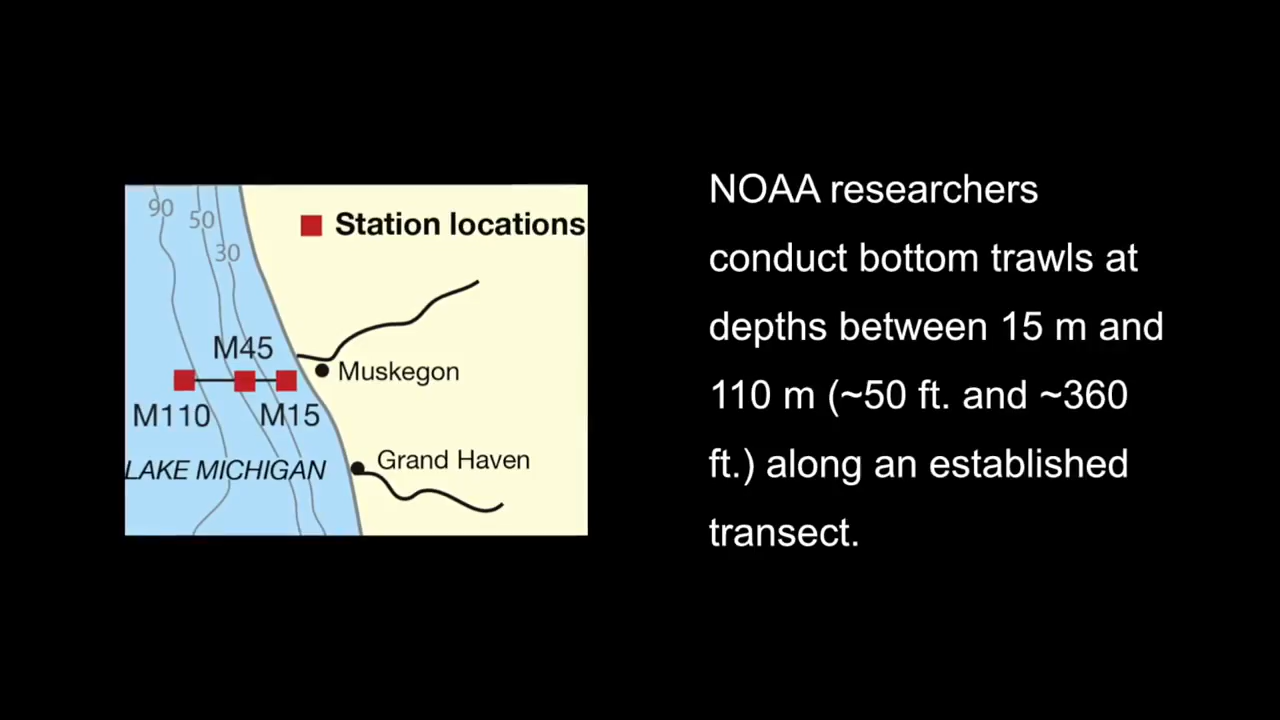 90
50
30
Station locations
M45
Muskegon
M110
M15
LAKE MICHIGAN
Grand Haven
NOAA researchers
conduct bottom trawls at
depths between 15 m and
110 m (~50 ft. and ~360
ft.) along an established
transect.